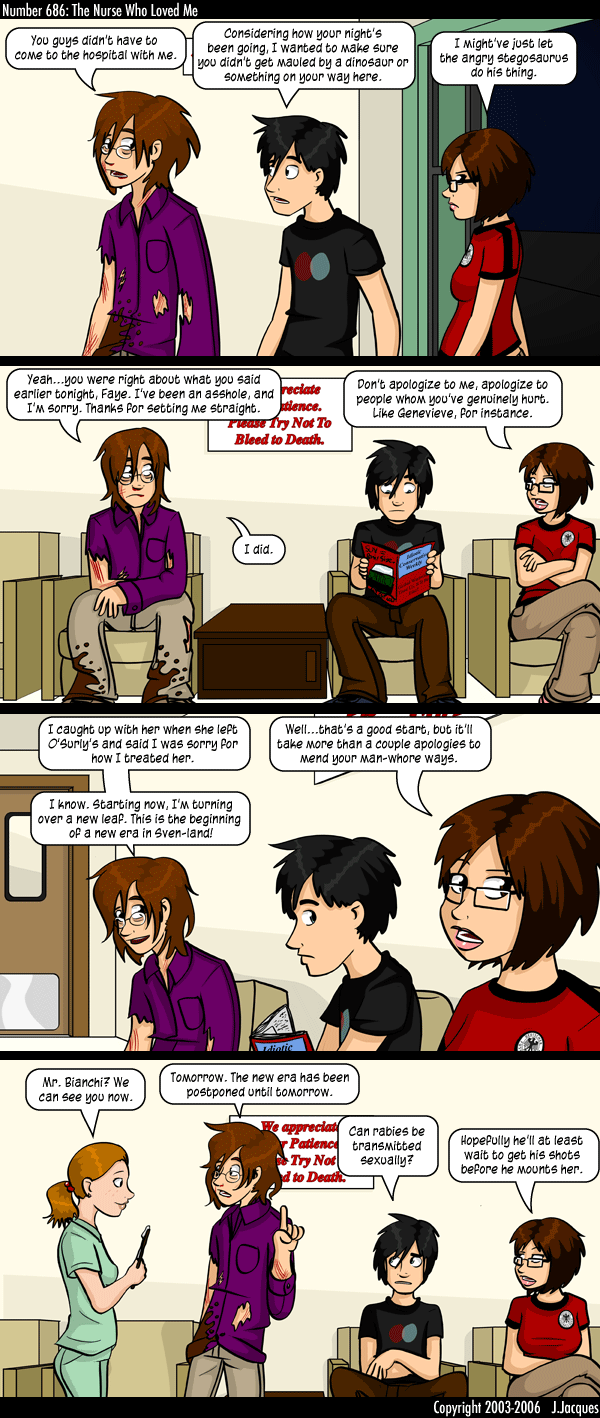 Number 686: The Nurse Who Loved Me
You guys didn't have to
come to the hospital with me.
Considering how your night's
been going, I wanted to make sure
you didn't get mauled by a dinosaur or
something on your way here.
I might've just let
the angry stegosaurus
do his thing.
Yeah...you were right about what you said
earlier tonight, Faye. I've been an asshole, and
I'm sorry. Thanks for setting me straight.
reciate
tience.
Please Try Not To
Bleed to Death.
Don't apologize to me, apologize to
people whom you've genuinely hurt.
Like Genevieve, for instance.
I did.
Idiotic
Weekly
I caught up with her when she left
O'Surly's and said I was sorry for
how I treated her.
Well...that's a good start, but it'll
take more than a couple apologies to
mend your man-whore ways.
I know. Starting now, I'm turning
over a new leaf. This is the beginning
of a new era in Sven-land!
Idiotic
Mr. Bianchi? We
can see you now.
Tomorrow. The new era has been
postponed until tomorrow.
We appreciate
r Patience
se Try Not
d to Death.
Can rabies be
transmitted
sexually?
Hopefully he'll at least
wait to get his shots
before he mounts her.
Copyright 2003-2006 J.Jacques